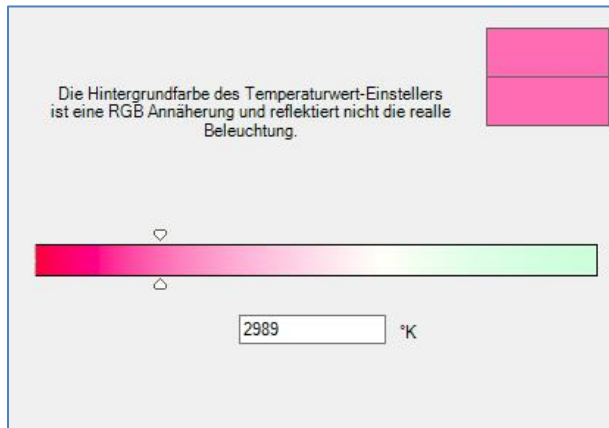 Die Hintergrundfarbe des Temperaturwert-Einstellers
ist eine RGB Annäherung und reflektiert nicht die realle
Beleuchtung.
2989 °K